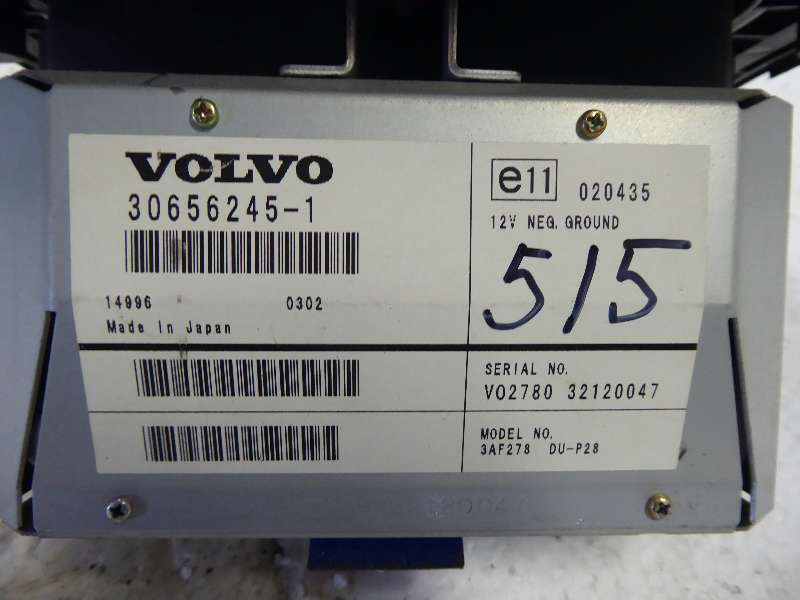 VOLVO
30656245-1
14996 0302
Made In Japan
e11 020435
12V NEG. GROUND
515
SERIAL NO.
VO2780 32120047
MODEL NO.
3AF278 DU-P28